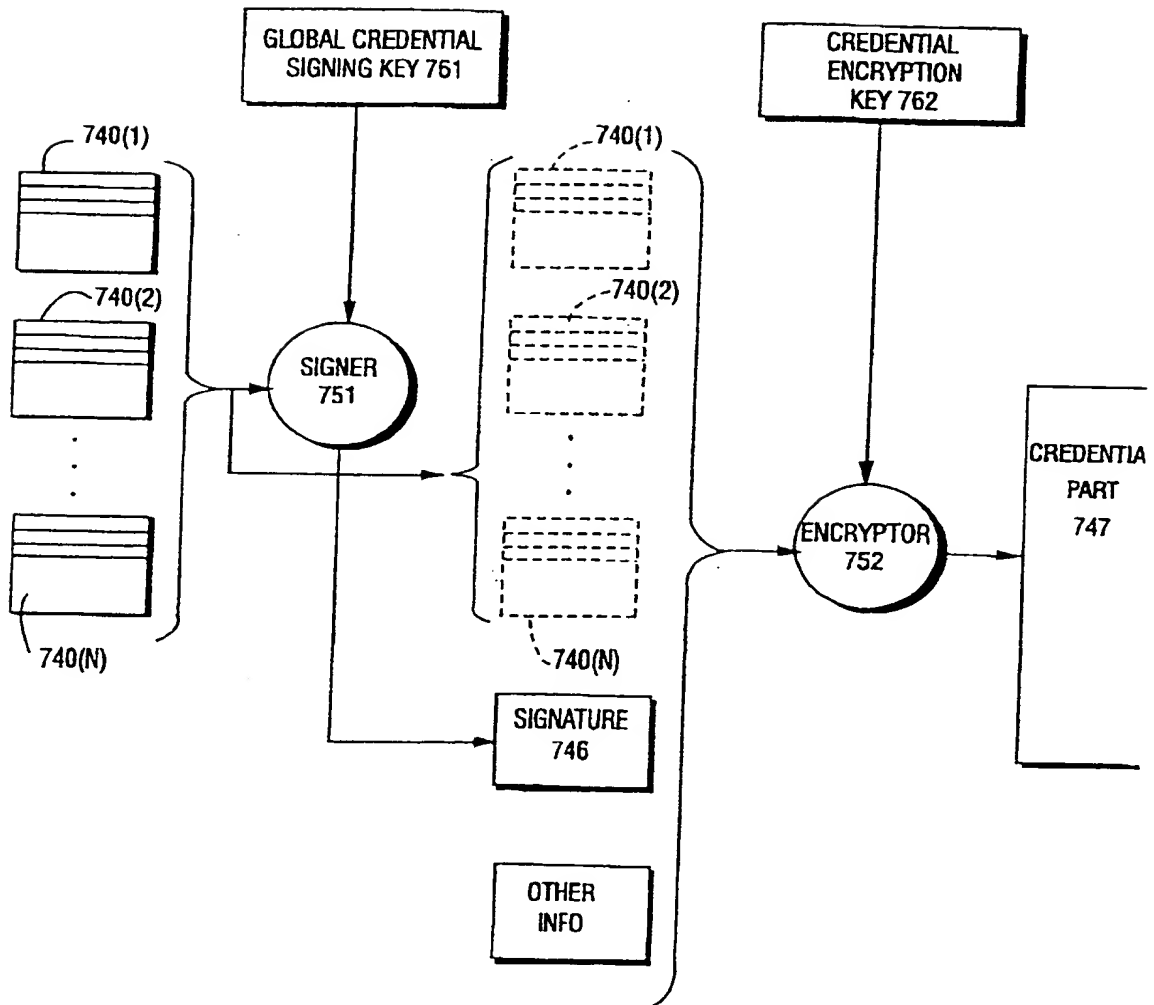 GLOBAL CREDENTIAL
SIGNING KEY 761
CREDENTIAL
ENCRYPTION
KEY 762
740(1)
740(1)
740(2)
740(2)
SIGNER
751
CREDENTIA
PART
747
ENCRYPTOR
752
740(N)
740(N)
SIGNATURE
746
OTHER
INFO